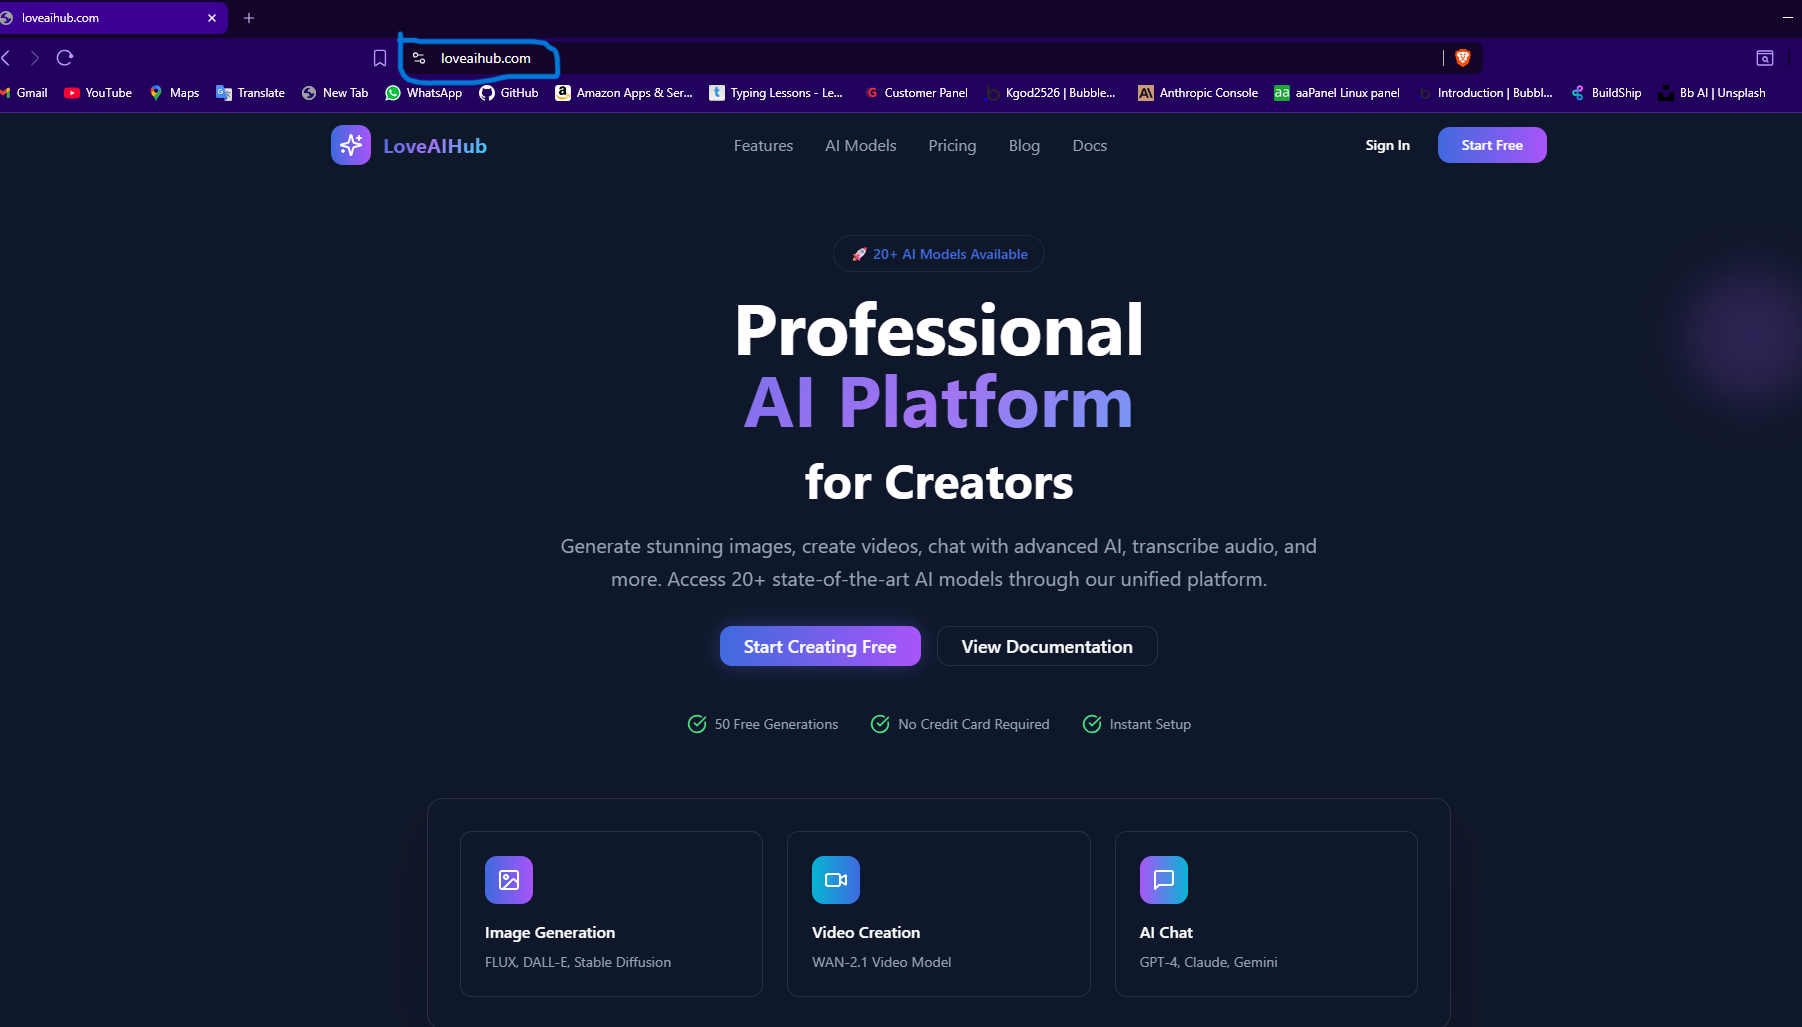 loveaihub.com
loveaihub.com
Gmail YouTube Maps Translate New Tab WhatsApp GitHub Amazon Apps & Ser... Typing Lessons - Le... Customer Panel Kgod2526 | Bubble... Anthropic Console aaPanel Linux panel Introduction | Bubbl... BuildShip Bb AI | Unsplash
LoveAIHub Features AI Models Pricing Blog Docs Sign In Start Free
🚀 20+ AI Models Available
Professional
AI Platform
for Creators
Generate stunning images, create videos, chat with advanced AI, transcribe audio, and
more. Access 20+ state-of-the-art AI models through our unified platform.
Start Creating Free View Documentation
50 Free Generations No Credit Card Required Instant Setup
Image Generation Video Creation AI Chat
FLUX, DALL-E, Stable Diffusion WAN-2.1 Video Model GPT-4, Claude, Gemini